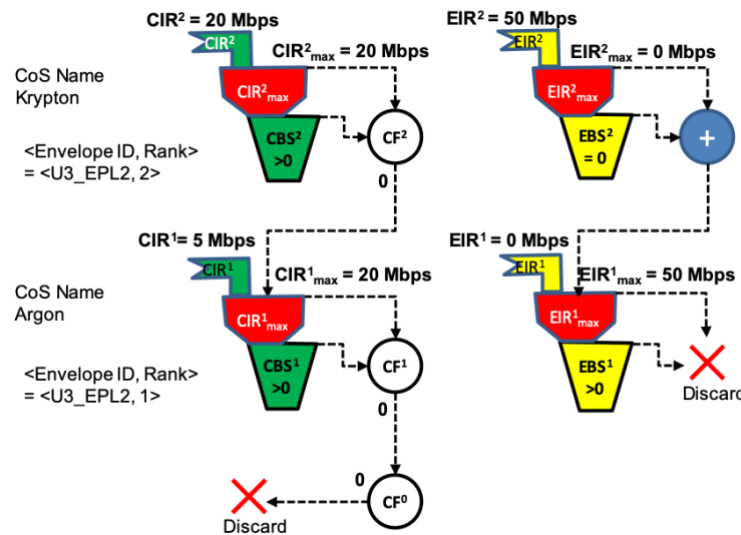 CIR² = 20 Mbps
EIR² = 50 Mbps
CIR²
CIR²max = 20 Mbps
EIR²
EIR²max = 0 Mbps
CoS Name
Krypton
CIR²max
EIR²max
CBS²
>0
CF²
EBS²
= 0
+
<Envelope ID, Rank>
= <U3_EPL2, 2>
0
CIR¹= 5 Mbps
EIR¹ = 0 Mbps
CIR¹
CIR¹max = 20 Mbps
EIR¹
EIR¹max = 50 Mbps
CoS Name
Argon
CIR¹max
EIR¹max
CBS¹
>0
CF¹
EBS¹
>0
<Envelope ID, Rank>
= <U3_EPL2, 1>
Discard
0
0
CF⁰
Discard